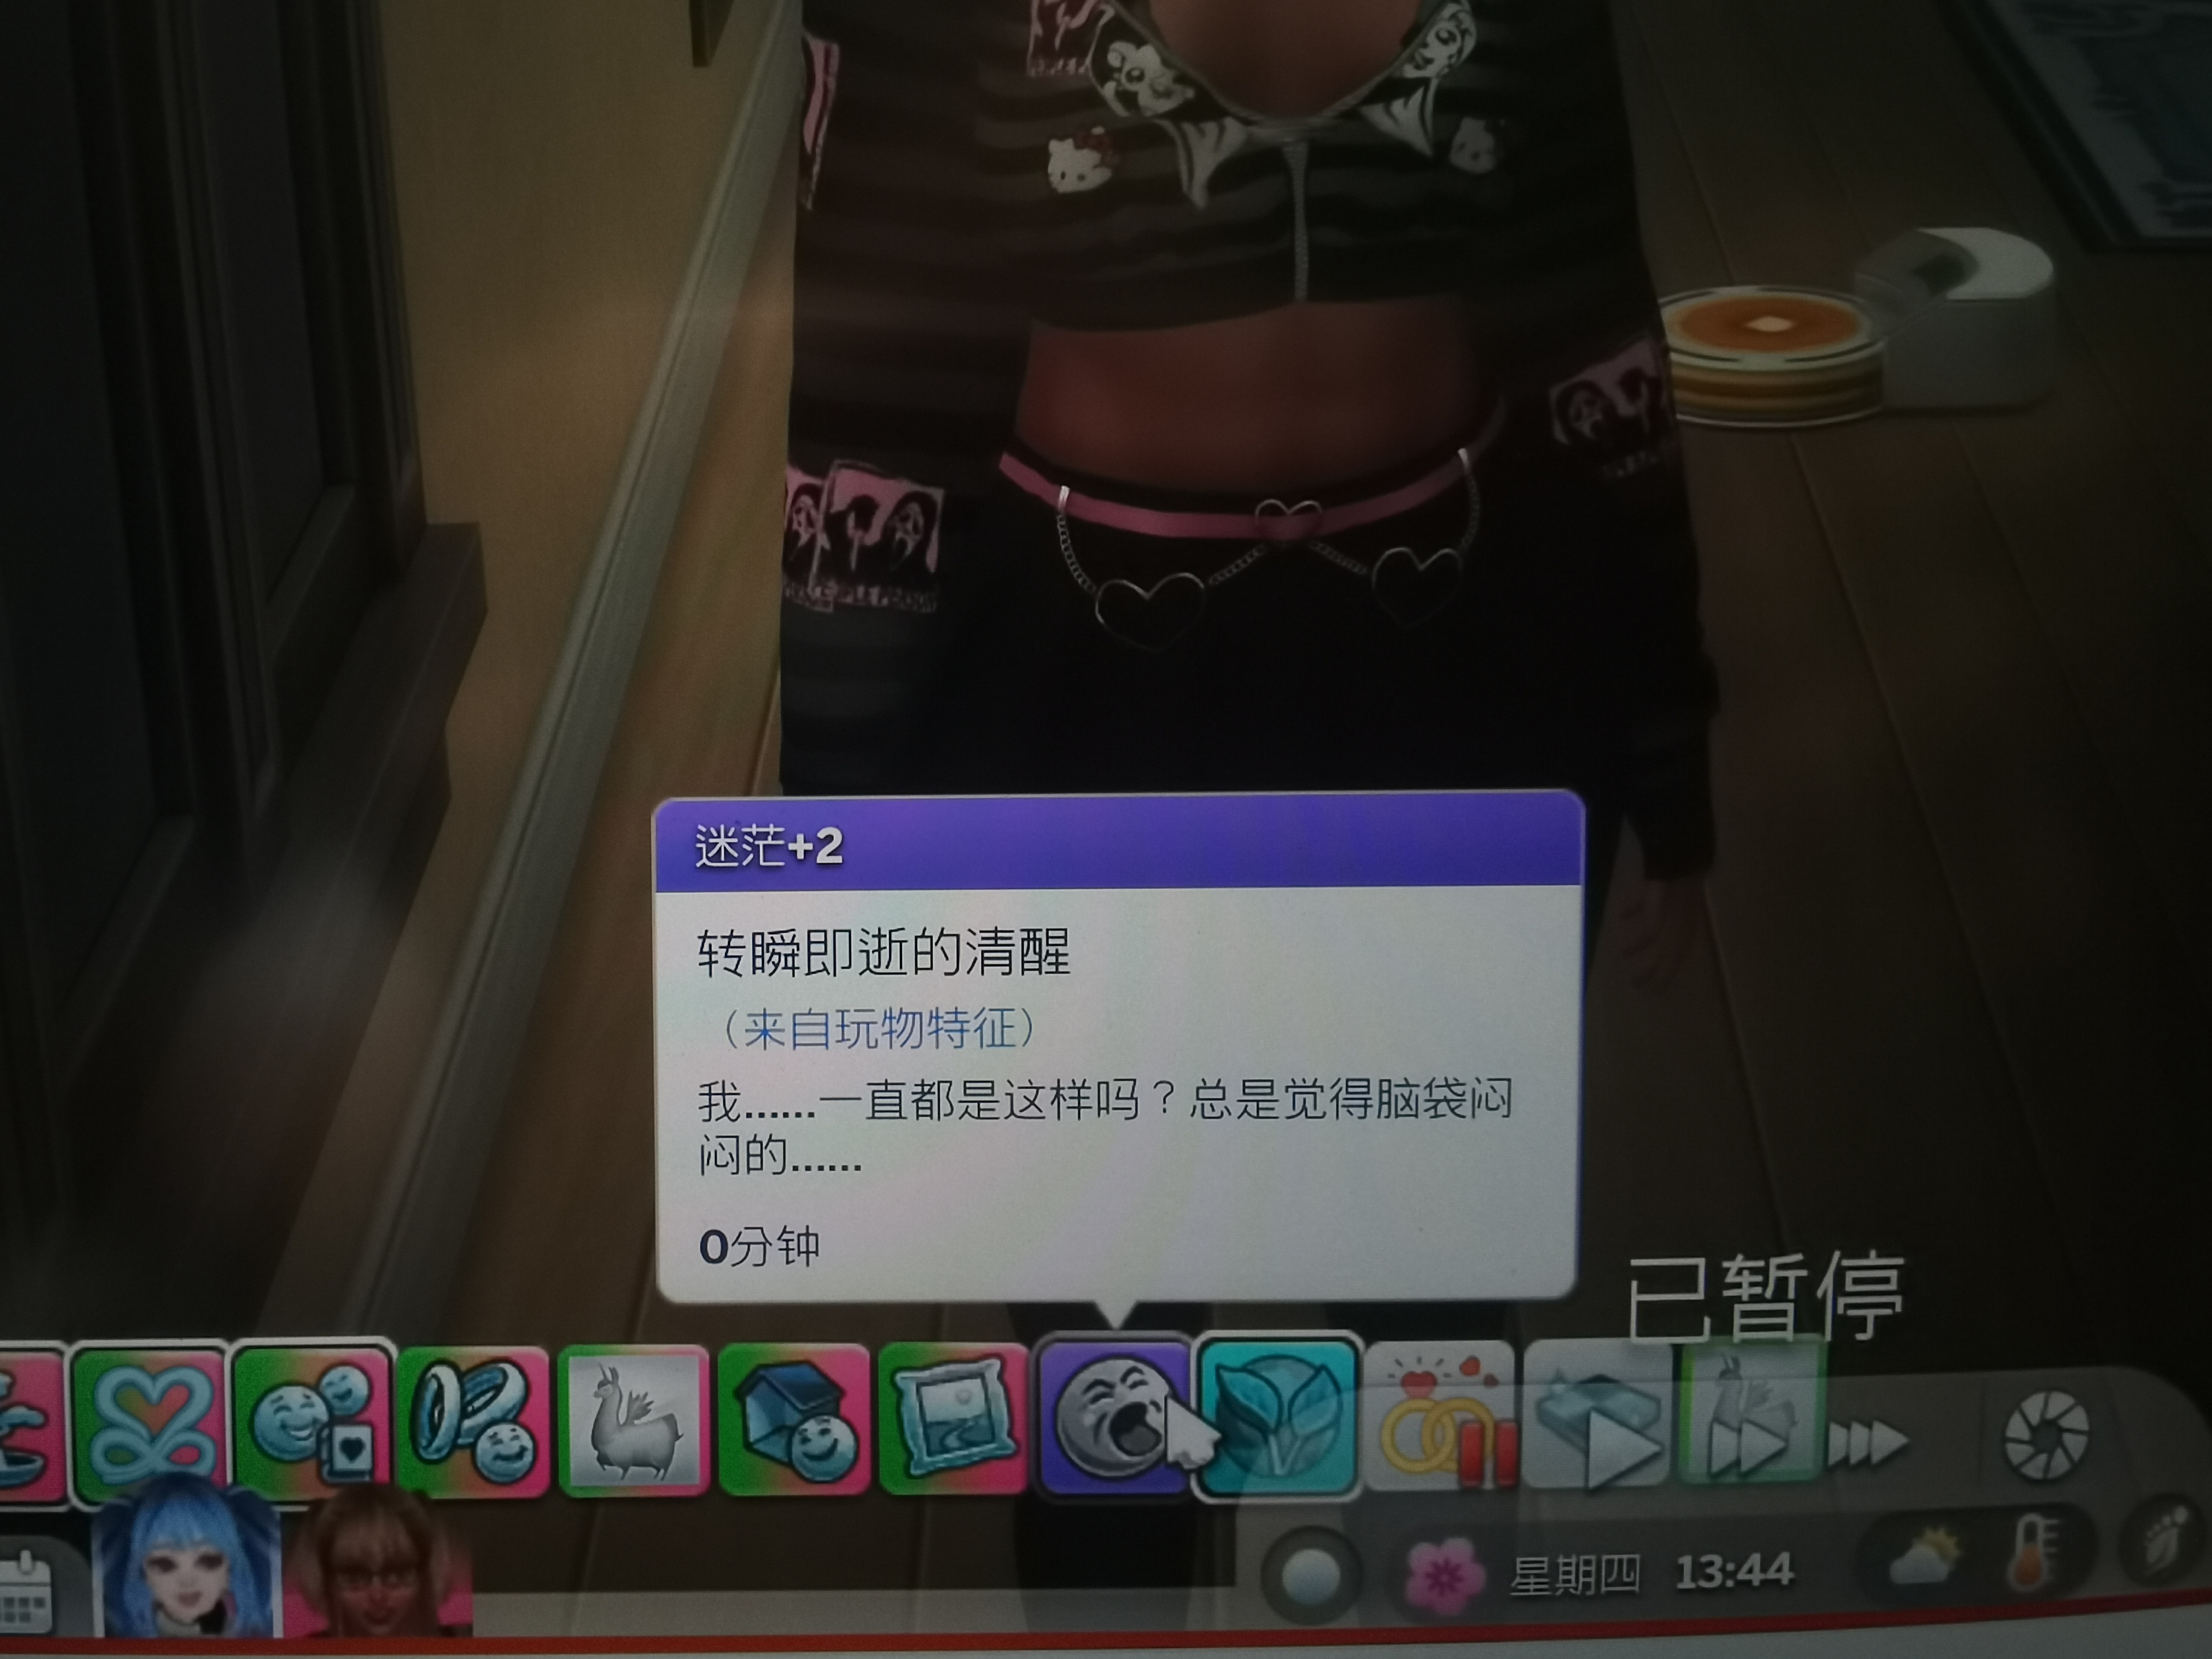 迷茫+2
转瞬即逝的清醒
（来自玩物特征）
我……一直都是这样吗？总是觉得脑袋闷
闷的……
0分钟
已暂停
星期四 13:44